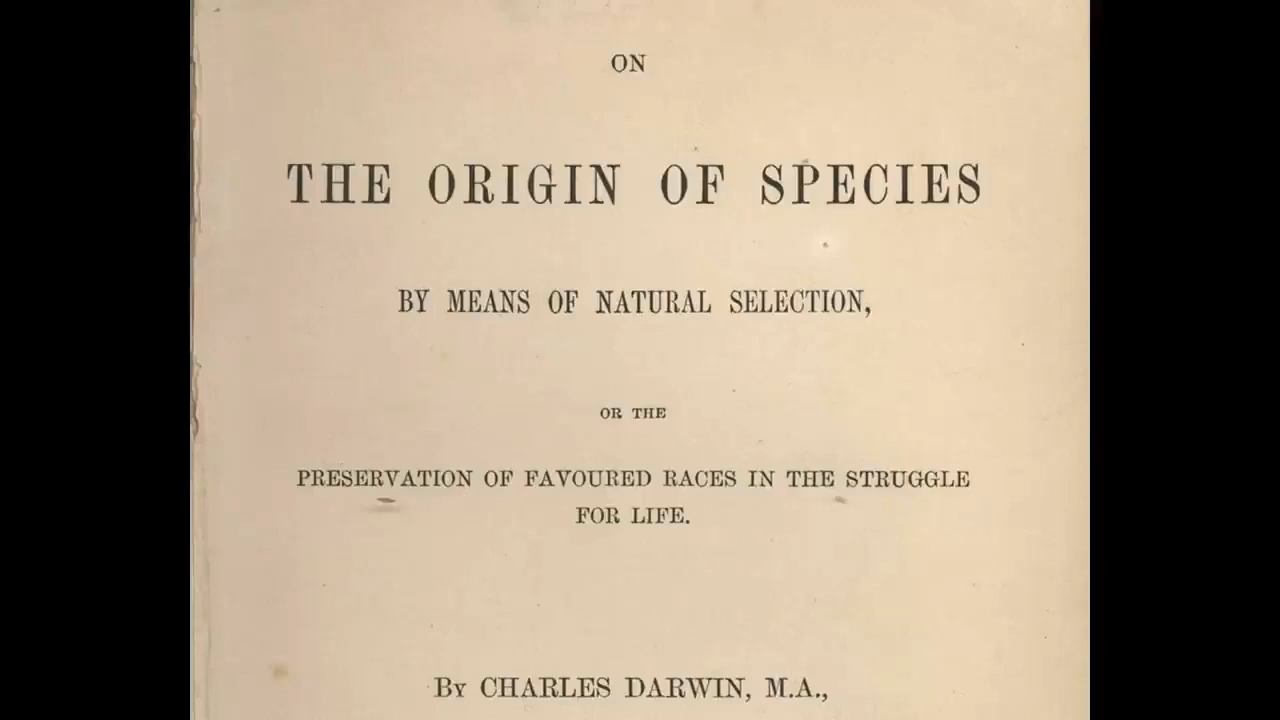 ON
THE ORIGIN OF SPECIES
BY MEANS OF NATURAL SELECTION,
OR THE
PRESERVATION OF FAVOURED RACES IN THE STRUGGLE
FOR LIFE.
By CHARLES DARWIN, M.A.,